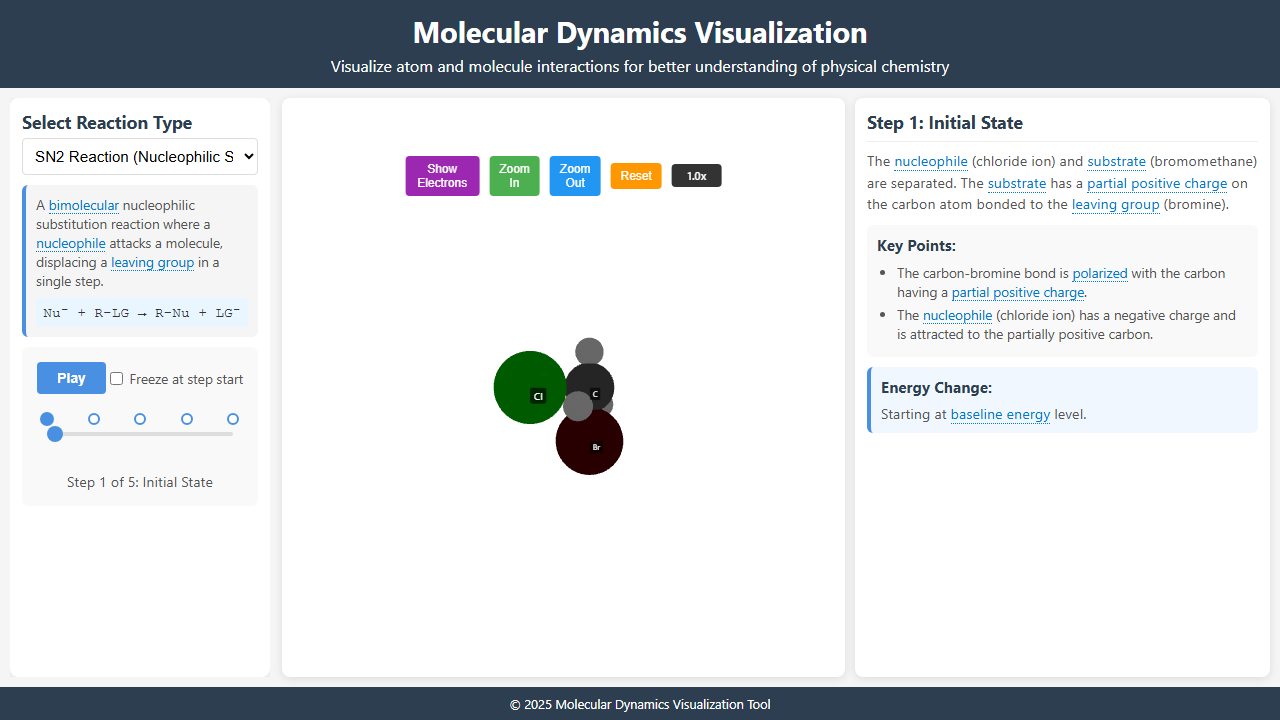 Molecular Dynamics Visualization
Visualize atom and molecule interactions for better understanding of physical chemistry
Select Reaction Type
SN2 Reaction (Nucleophilic S
A bimolecular nucleophilic
substitution reaction where a
nucleophile attacks a molecule,
displacing a leaving group in a
single step.
Nu⁻ + R-LG → R-Nu + LG⁻
Play
Freeze at step start
Step 1 of 5: Initial State
Show
Electrons
Zoom
In
Zoom
Out
Reset
1.0x
Cl
C
Br
Step 1: Initial State
The nucleophile (chloride ion) and substrate (bromomethane)
are separated. The substrate has a partial positive charge on
the carbon atom bonded to the leaving group (bromine).
Key Points:
• The carbon-bromine bond is polarized with the carbon
having a partial positive charge.
• The nucleophile (chloride ion) has a negative charge and
is attracted to the partially positive carbon.
Energy Change:
Starting at baseline energy level.
© 2025 Molecular Dynamics Visualization Tool